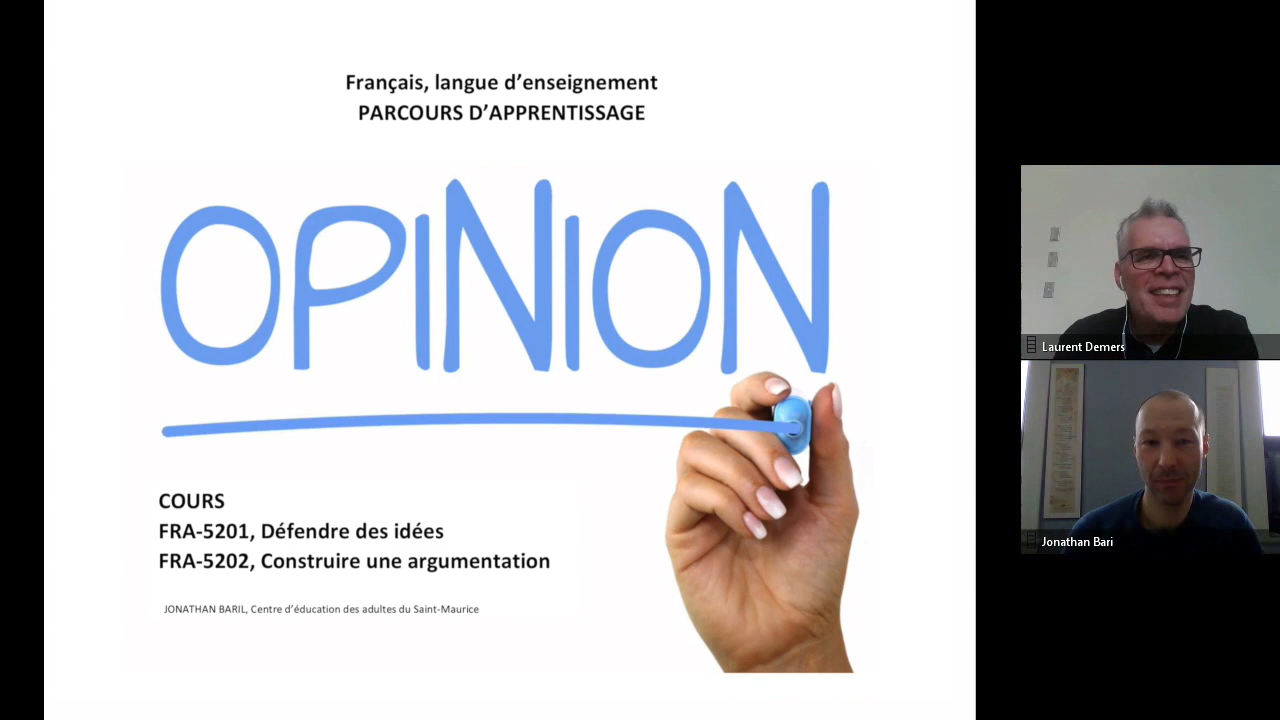 Français, langue d’enseignement
PARCOURS D’APPRENTISSAGE
OPINION
COURS
FRA-5201, Défendre des idées
FRA-5202, Construire une argumentation
JONATHAN BARIL, Centre d’éducation des adultes du Saint-Maurice
Laurent Demers
Jonathan Bari